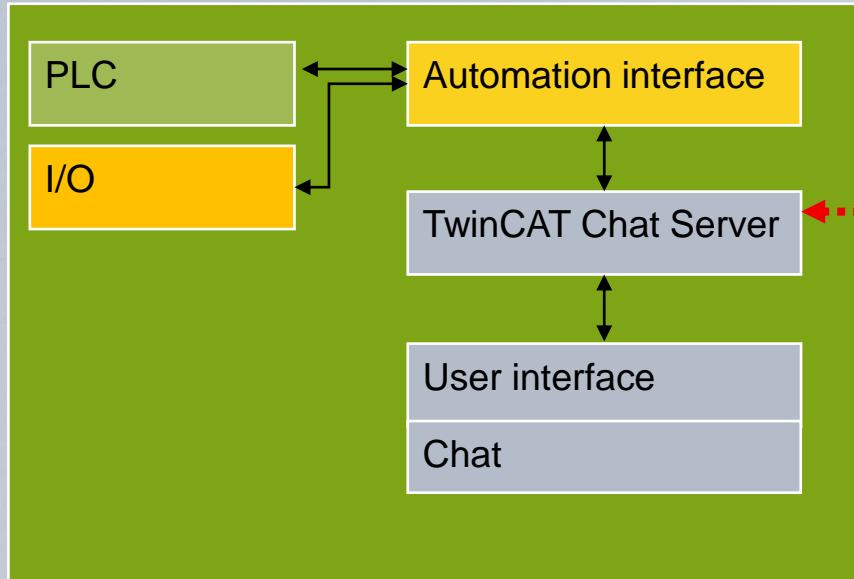 PLC
Automation interface
I/O
TwinCAT Chat Server
User interface
Chat